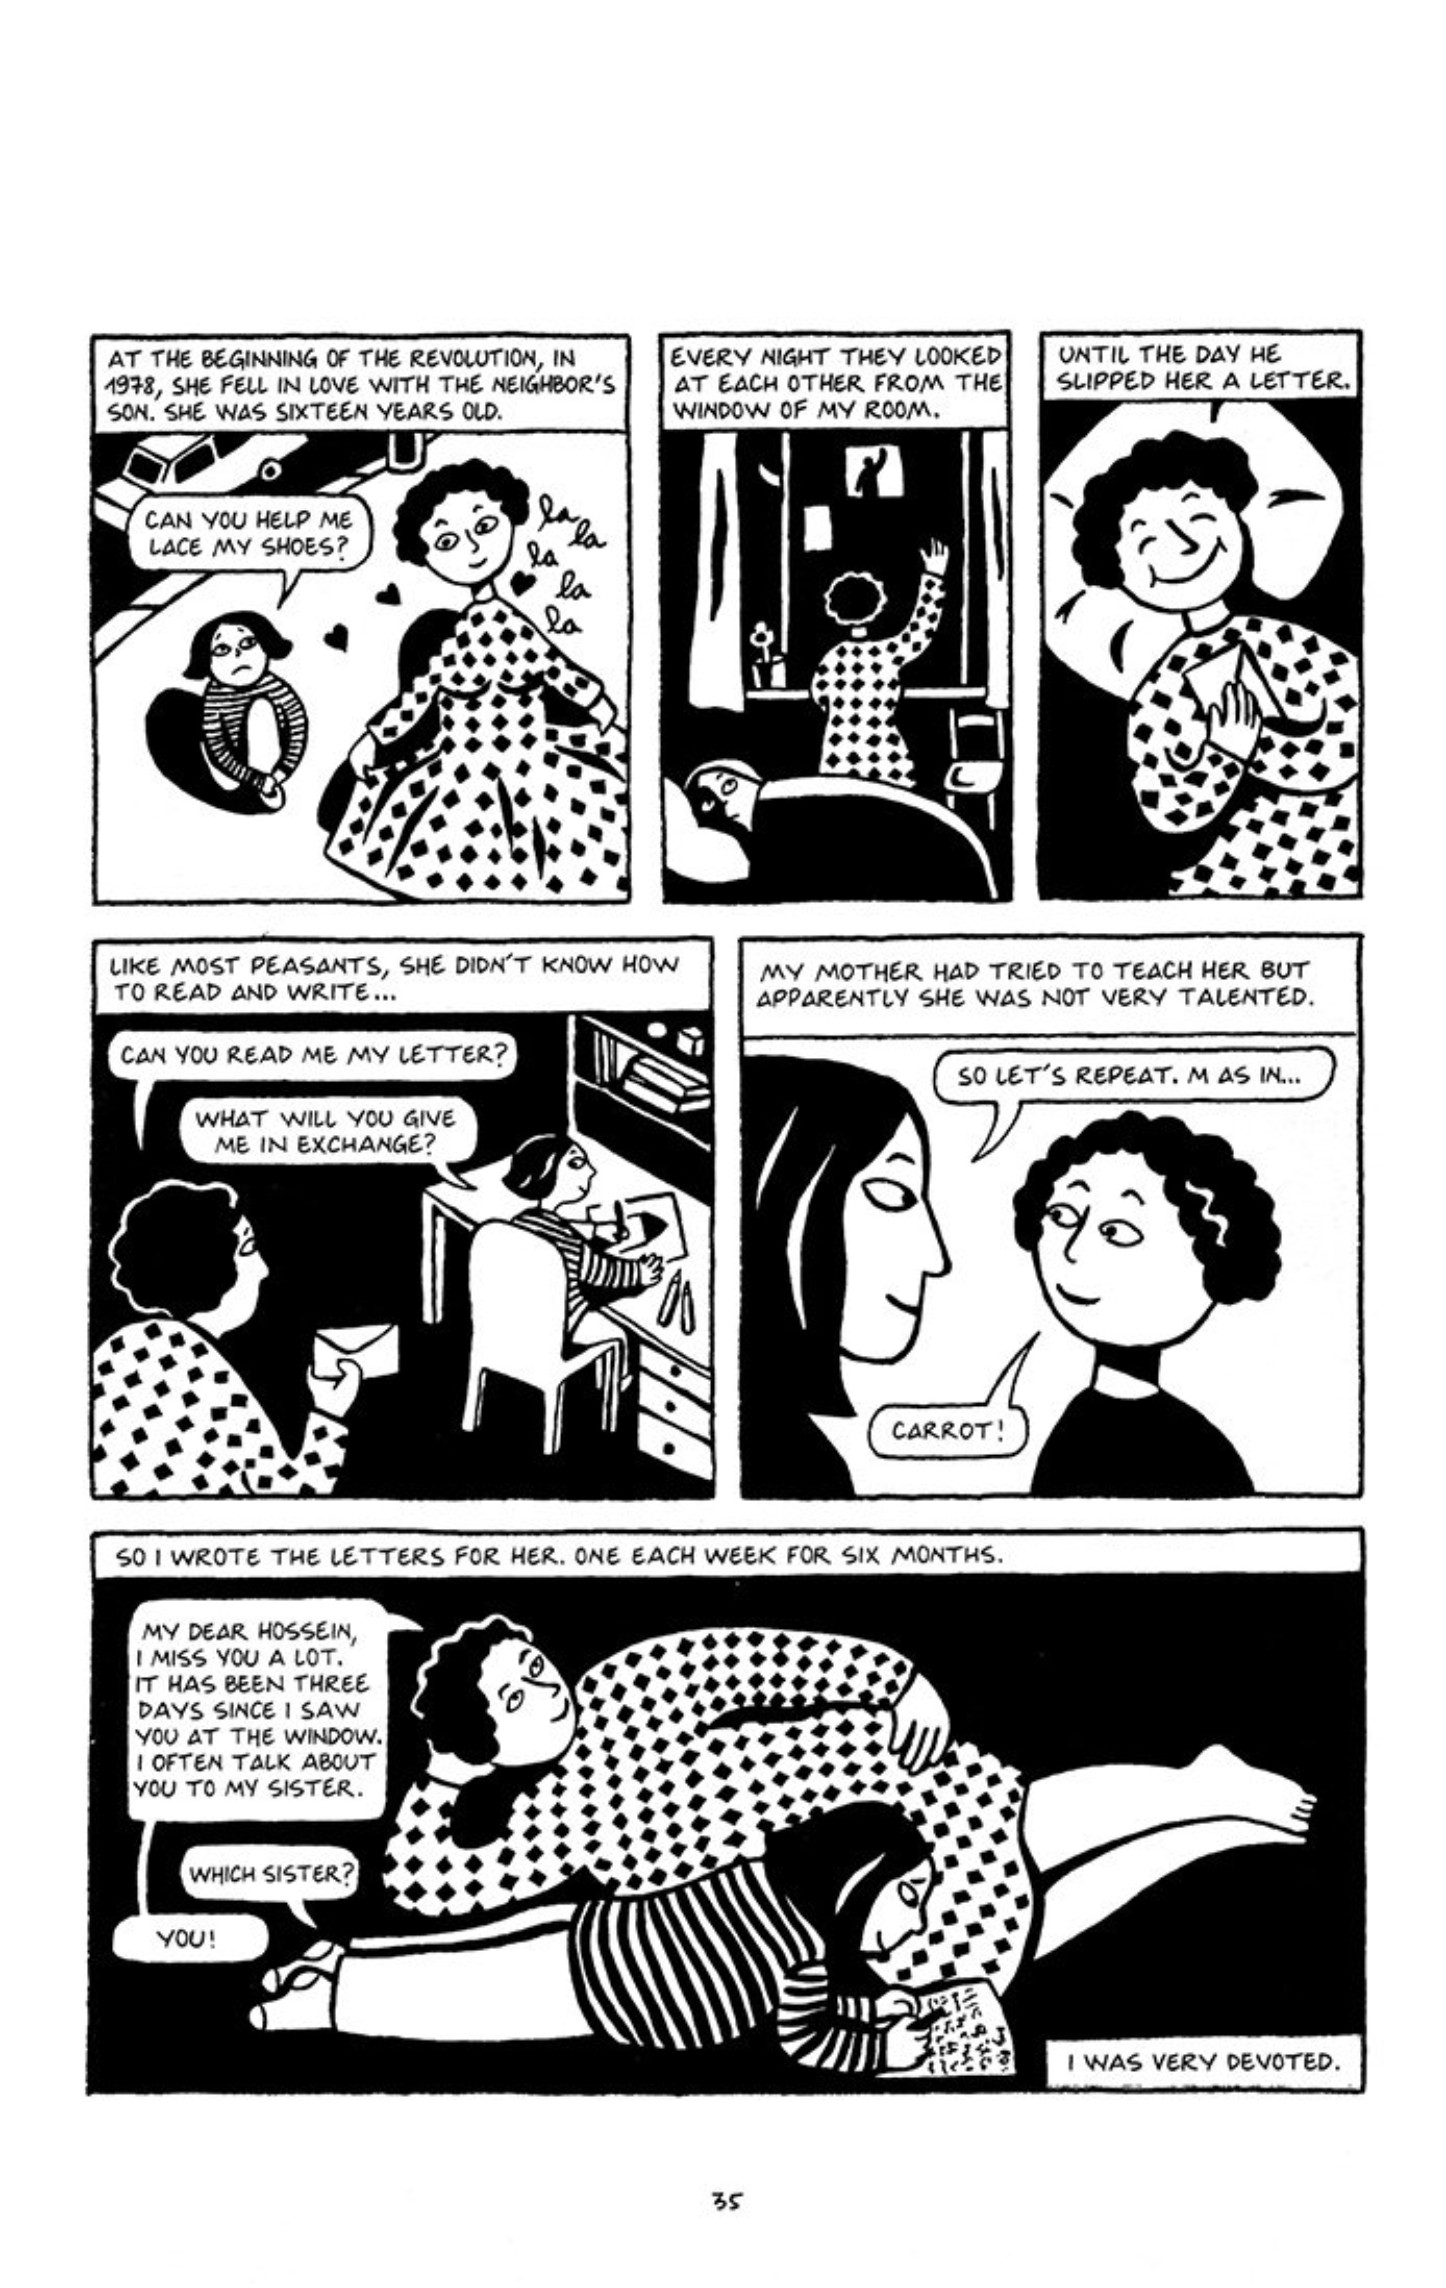 AT THE BEGINNING OF THE REVOLUTION, IN
1978, SHE FELL IN LOVE WITH THE NEIGHBOR'S
SON. SHE WAS SIXTEEN YEARS OLD.
CAN YOU HELP ME
LACE MY SHOES?
la
la
la
la
la
EVERY NIGHT THEY LOOKED
AT EACH OTHER FROM THE
WINDOW OF MY ROOM.
UNTIL THE DAY HE
SLIPPED HER A LETTER.
LIKE MOST PEASANTS, SHE DIDN'T KNOW HOW
TO READ AND WRITE...
CAN YOU READ ME MY LETTER?
WHAT WILL YOU GIVE
ME IN EXCHANGE?
MY MOTHER HAD TRIED TO TEACH HER BUT
APPARENTLY SHE WAS NOT VERY TALENTED.
SO LET'S REPEAT. M AS IN...
CARROT!
SO I WROTE THE LETTERS FOR HER. ONE EACH WEEK FOR SIX MONTHS.
MY DEAR HOSSEIN,
I MISS YOU A LOT.
IT HAS BEEN THREE
DAYS SINCE I SAW
YOU AT THE WINDOW.
I OFTEN TALK ABOUT
YOU TO MY SISTER.
WHICH SISTER?
YOU!
I WAS VERY DEVOTED.
35